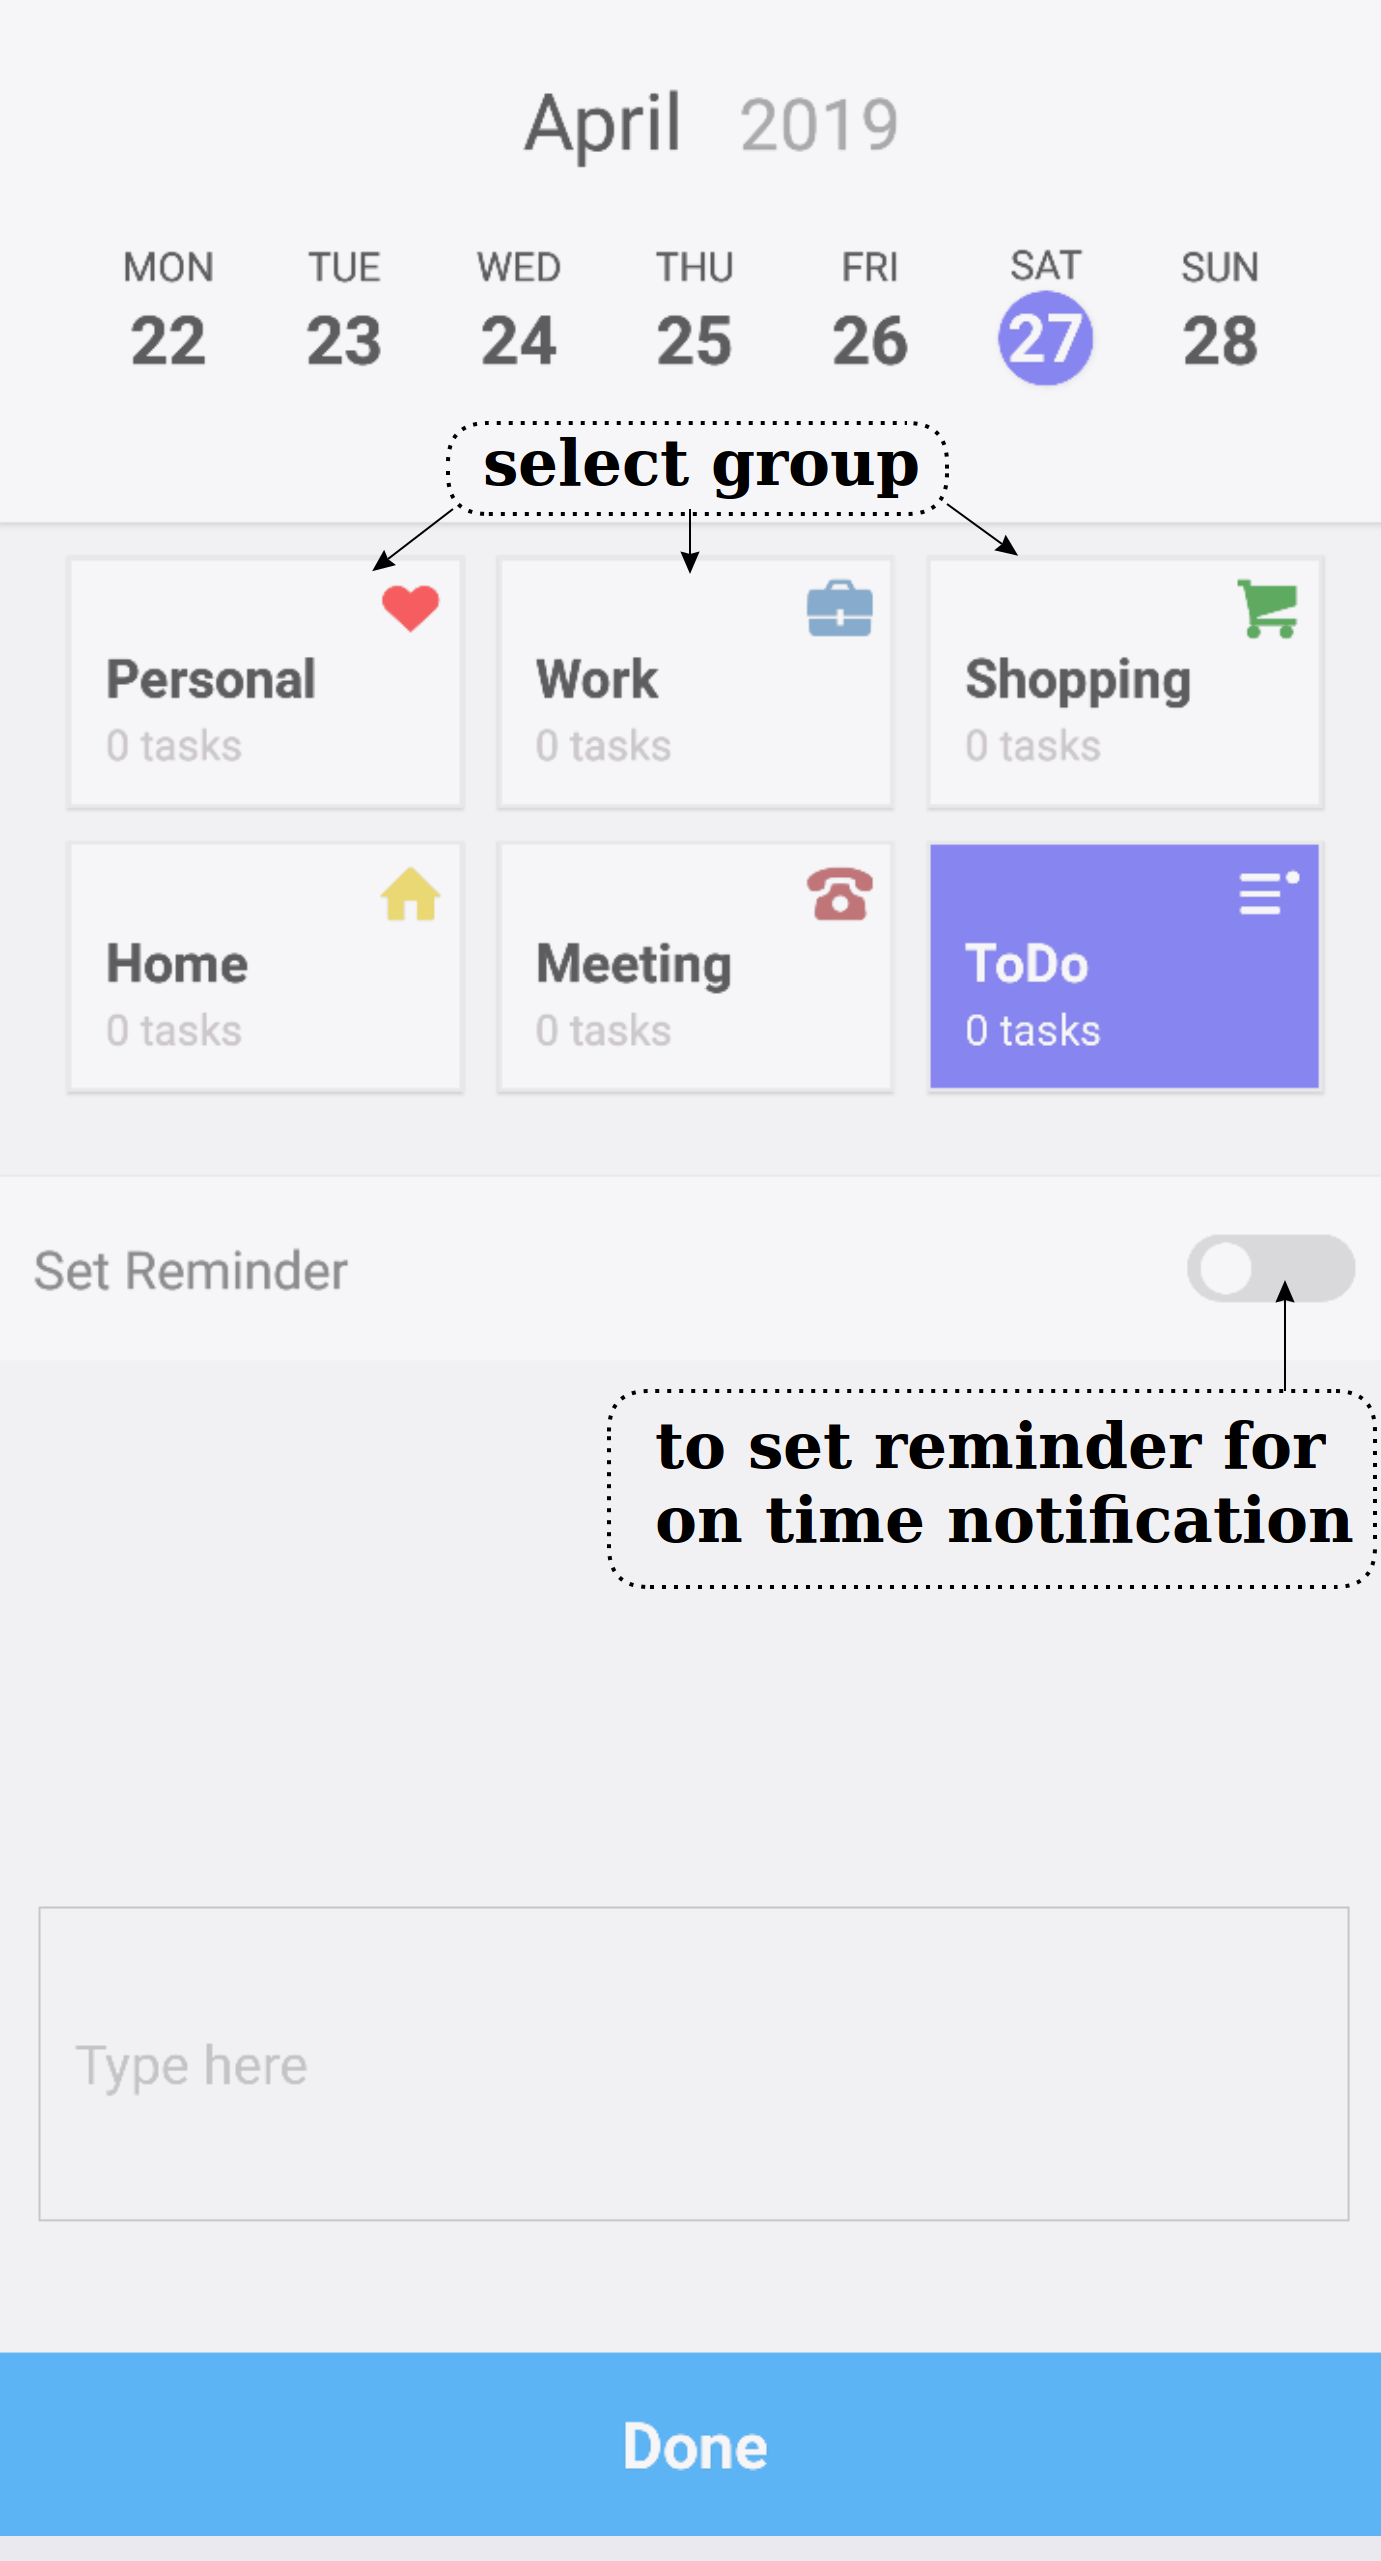 April 2019
MON TUE WED THU FRI SAT SUN
22 23 24 25 26 27 28
select group
Personal Work Shopping
0 tasks 0 tasks 0 tasks
Home Meeting ToDo
0 tasks 0 tasks 0 tasks
Set Reminder
to set reminder for
on time notification
Type here
Done